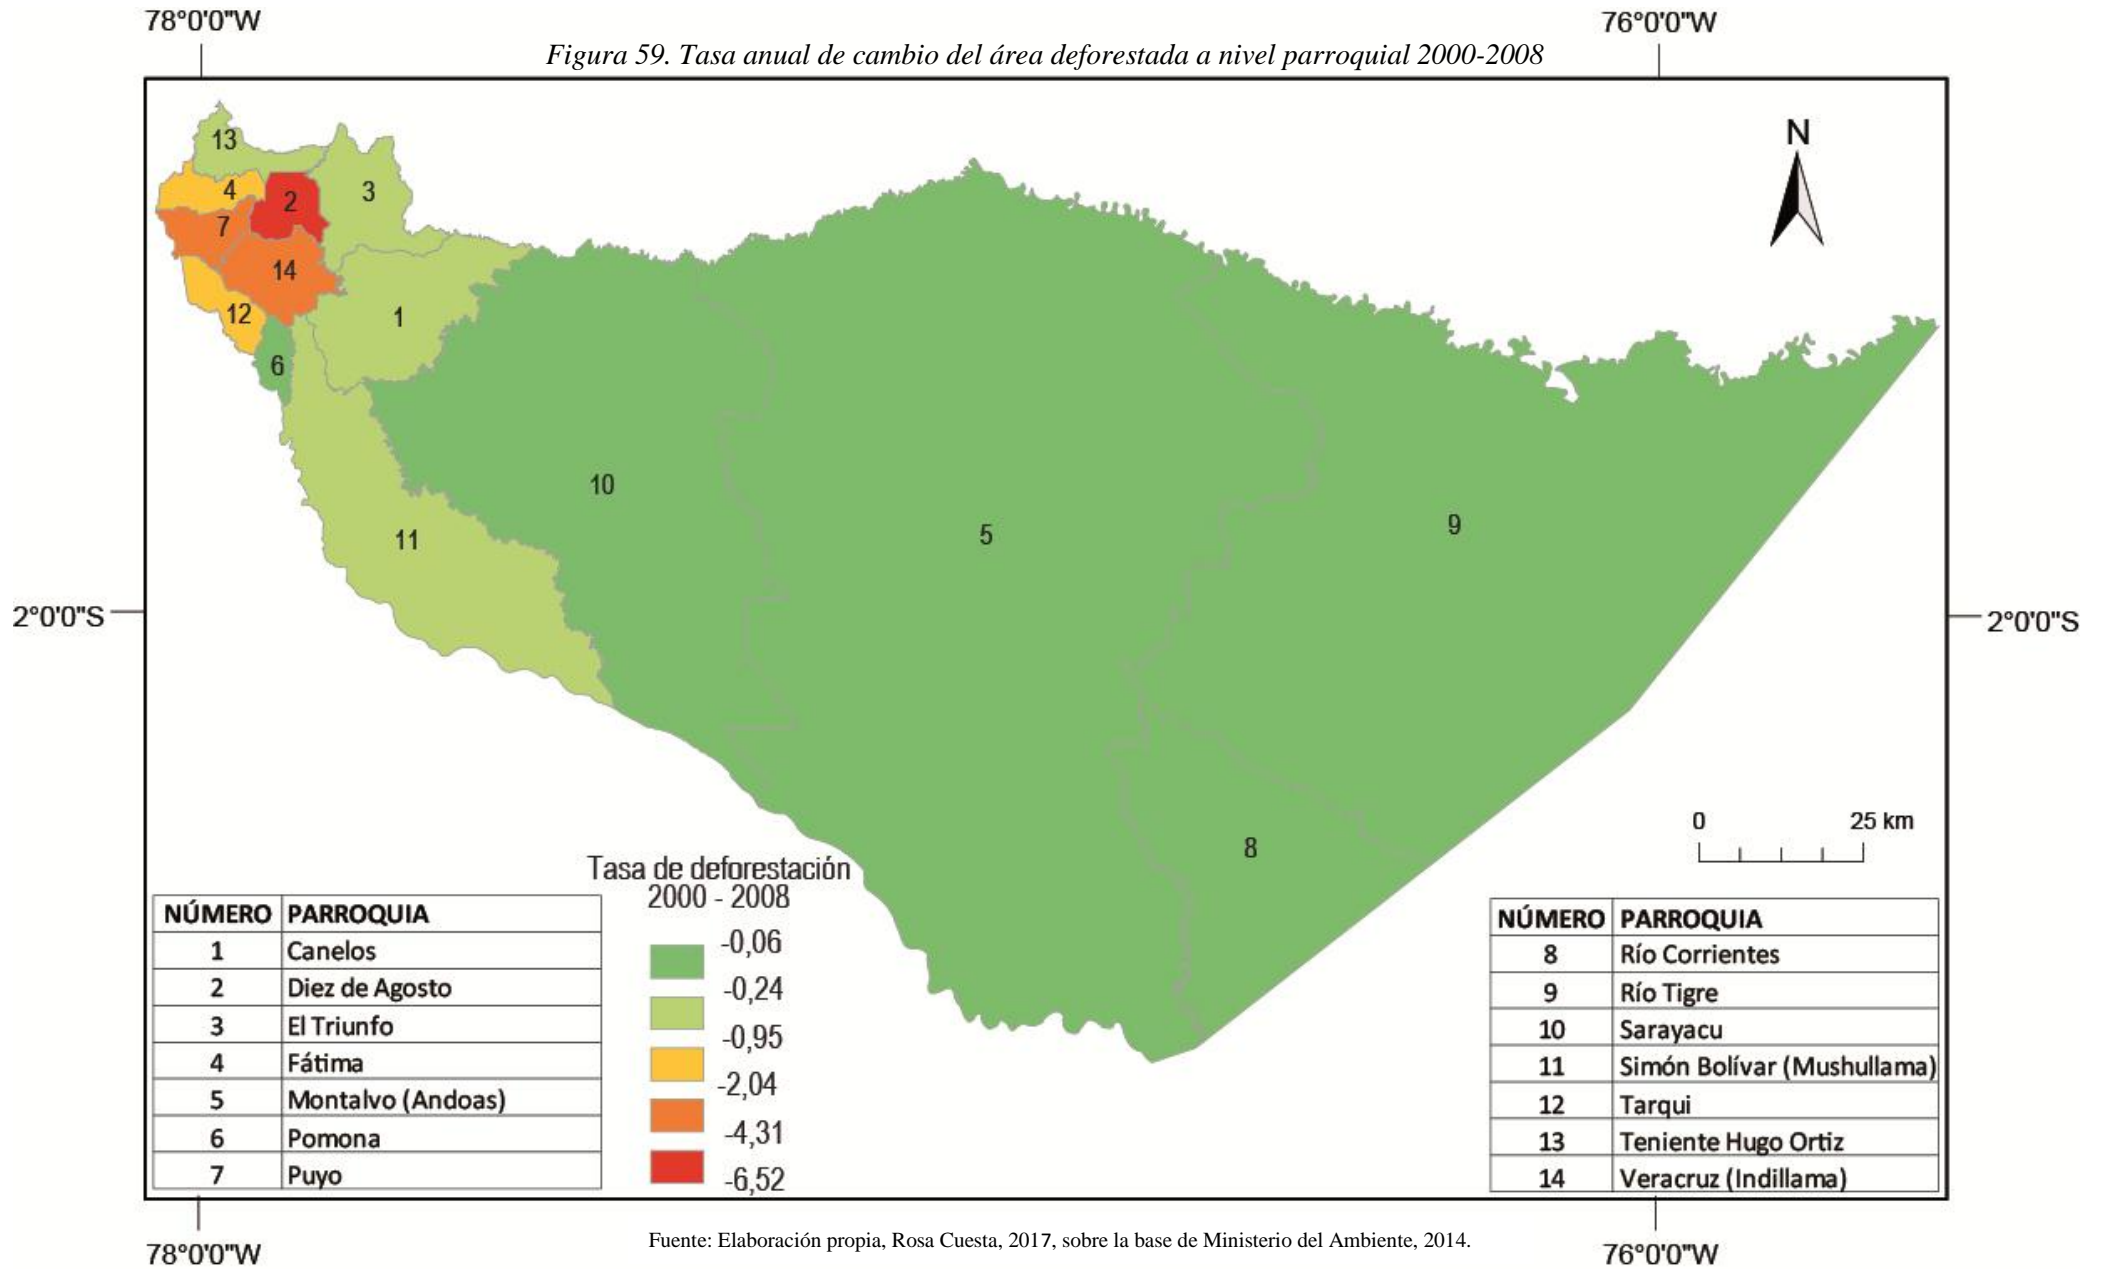 78°0'0"W
76°0'0"W
Figura 59. Tasa anual de cambio del área deforestada a nivel parroquial 2000-2008
N
13
4
2
3
7
14
12
1
6
10
11
5
9
8
2°0'0"S
2°0'0"S
0 25 km
Tasa de deforestación
2000 - 2008
-0,06
-0,24
-0,95
-2,04
-4,31
-6,52
NÚMERO PARROQUIA
1 Canelos
2 Diez de Agosto
3 El Triunfo
4 Fátima
5 Montalvo (Andoas)
6 Pomona
7 Puyo
NÚMERO PARROQUIA
8 Río Corrientes
9 Río Tigre
10 Sarayacu
11 Simón Bolívar (Mushullama)
12 Tarqui
13 Teniente Hugo Ortiz
14 Veracruz (Indillama)
78°0'0"W
76°0'0"W
Fuente: Elaboración propia, Rosa Cuesta, 2017, sobre la base de Ministerio del Ambiente, 2014.